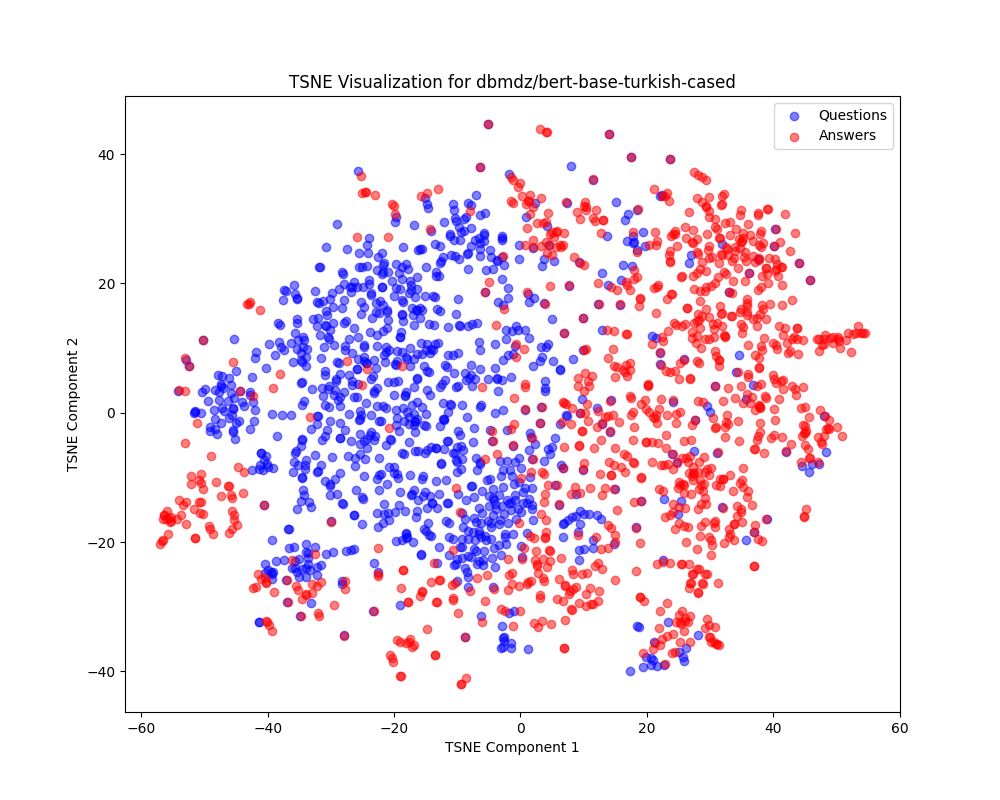 TSNE Visualization for dbmdz/bert-base-turkish-cased
Questions
Answers
40
20
0
−20
−40
TSNE Component 2
−60
−40
−20
0
20
40
60
TSNE Component 1